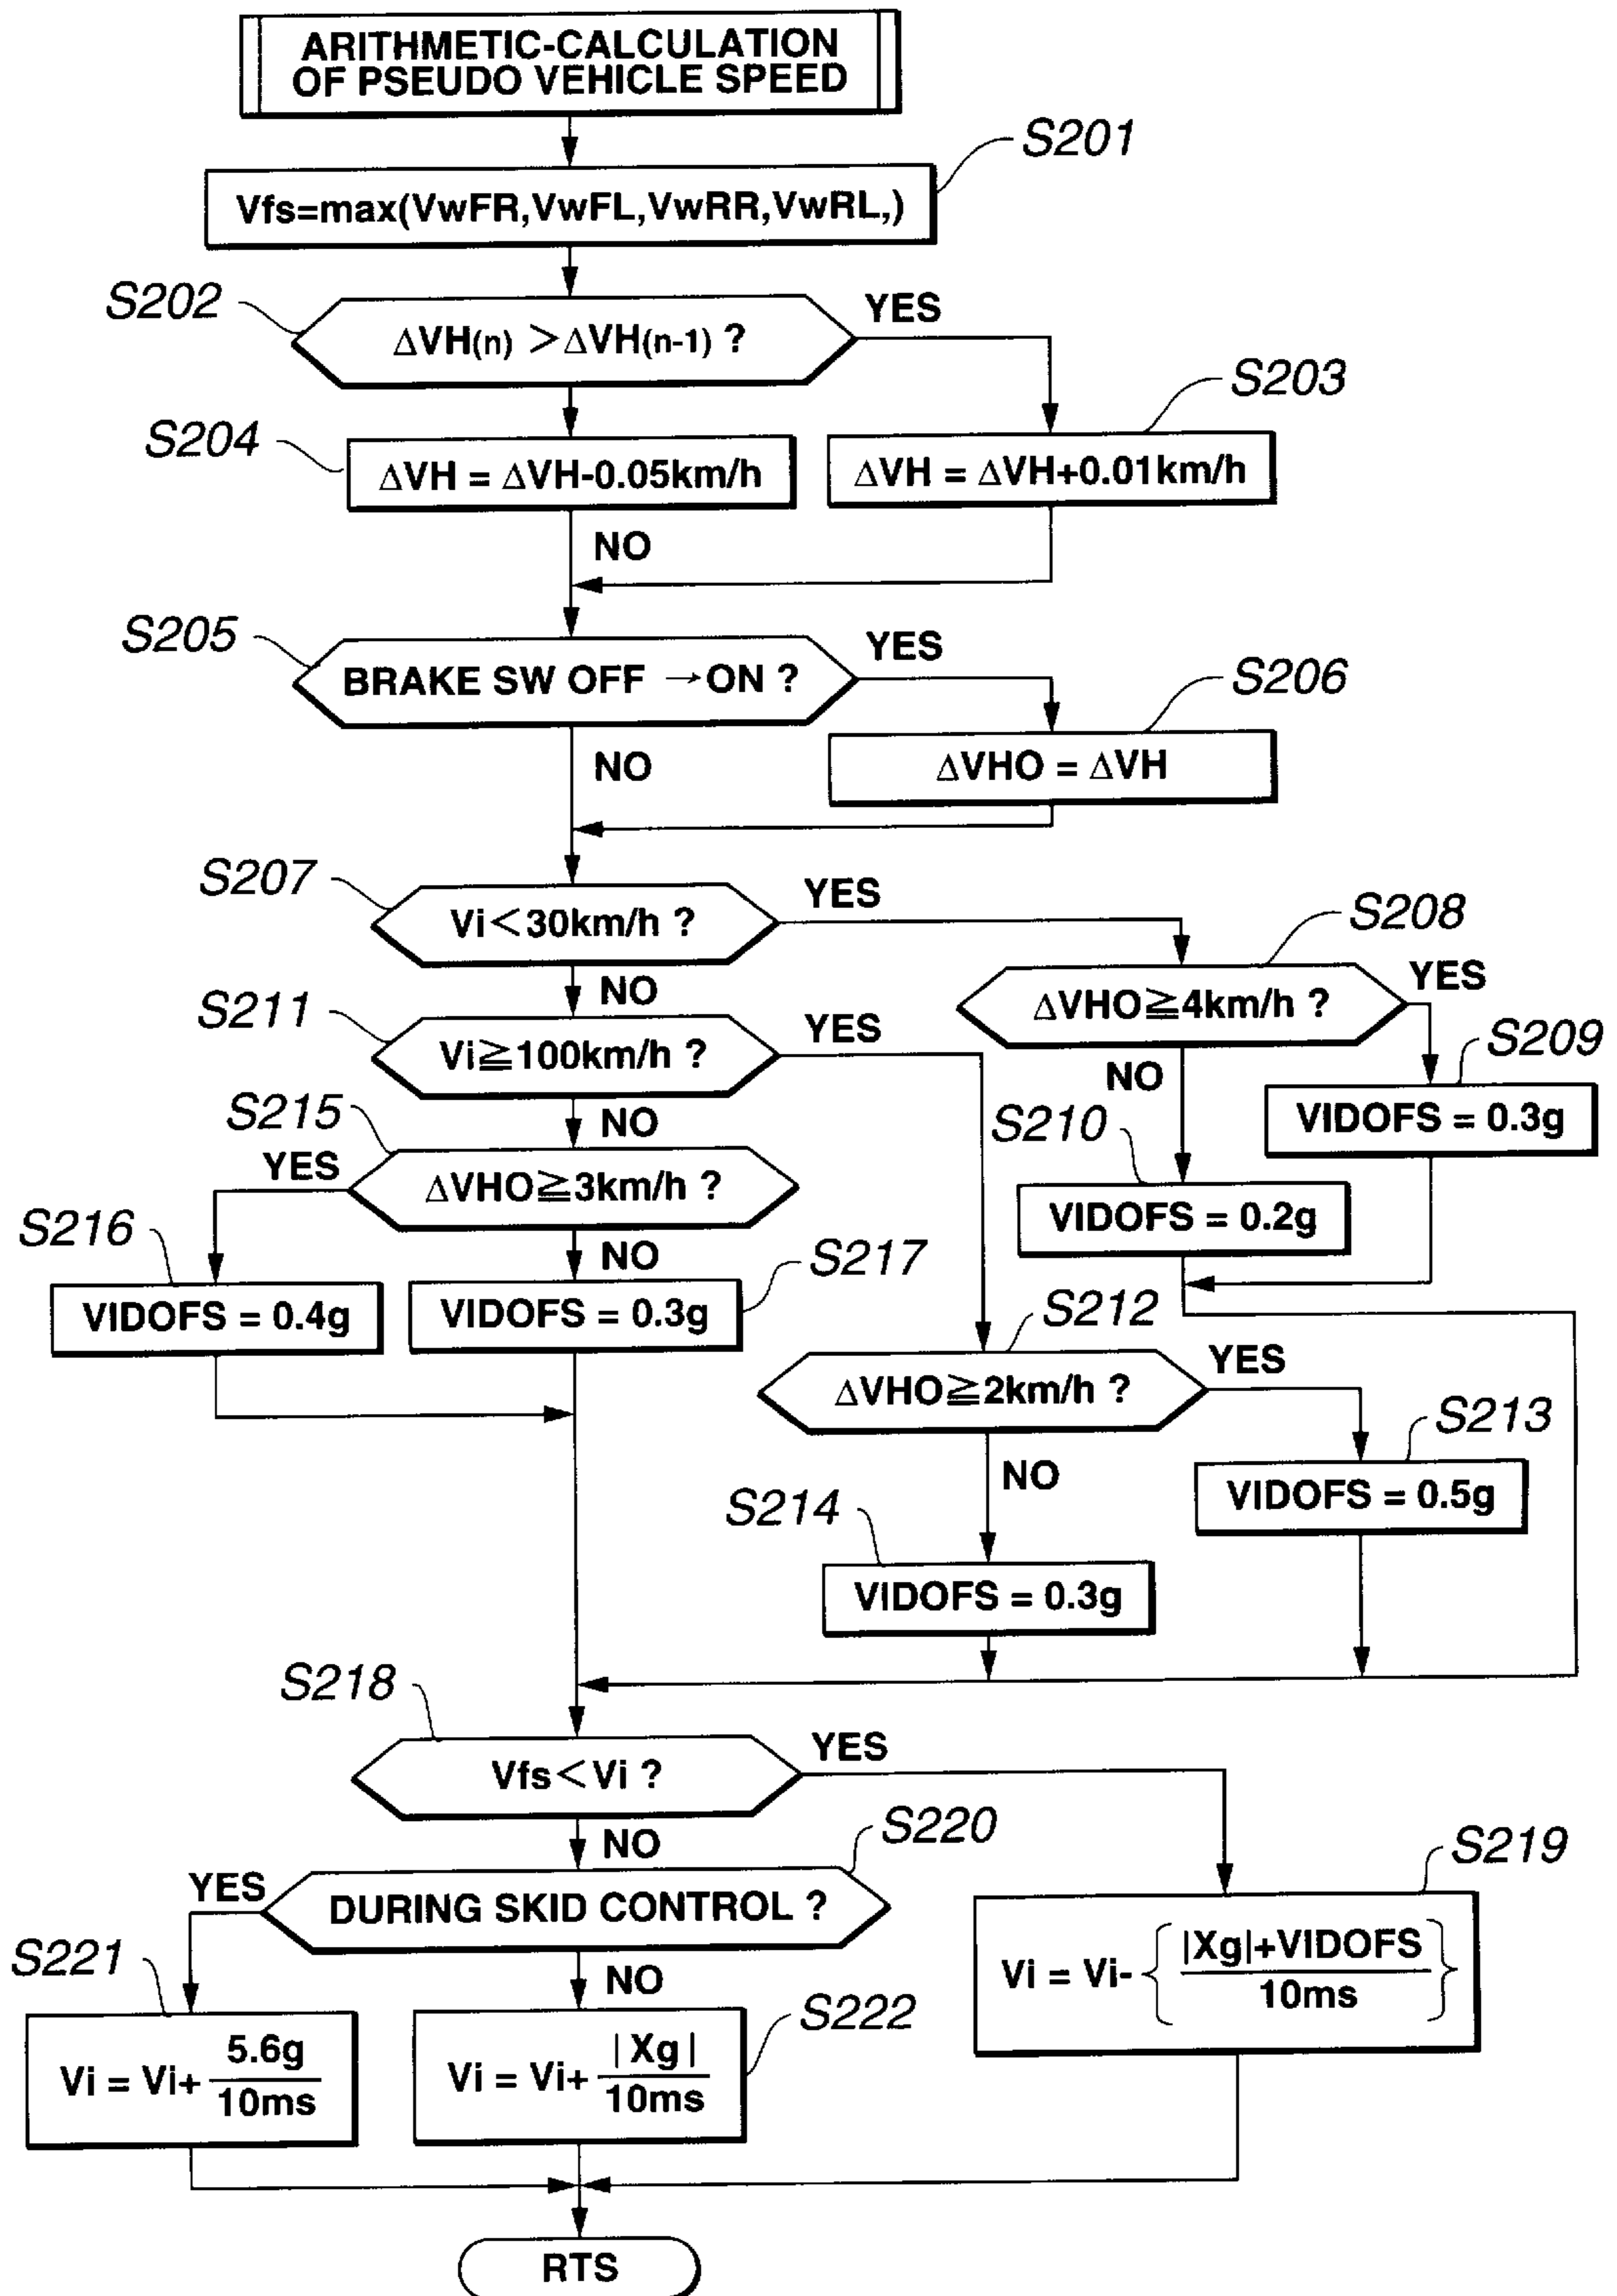 ARITHMETIC-CALCULATION
OF PSEUDO VEHICLE SPEED
S201
Vfs=max(VwFR,VwFL,VwRR,VwRL,)
S202
ΔVH(n) >ΔVH(n-1) ?
YES
S203
S204
ΔVH = ΔVH-0.05km/h
ΔVH = ΔVH+0.01km/h
NO
S205
BRAKE SW OFF →ON ?
YES
S206
NO
ΔVHO = ΔVH
S207
Vi<30km/h ?
YES
S208
NO
ΔVHO≧4km/h ?
YES
S211
Vi≧100km/h ?
YES
S209
NO
VIDOFS = 0.3g
S215
NO
S210
YES
ΔVHO≧3km/h ?
VIDOFS = 0.2g
S216
NO
S217
VIDOFS = 0.4g
VIDOFS = 0.3g
S212
ΔVHO≧2km/h ?
YES
S213
NO
VIDOFS = 0.5g
S214
VIDOFS = 0.3g
S218
Vfs<Vi ?
YES
NO
S220
S219
YES
DURING SKID CONTROL ?
Vi = Vi-{|Xg|+VIDOFS
10ms}
S221
NO
S222
Vi = Vi+ 5.6g
10ms
Vi = Vi+ |Xg|
10ms
RTS